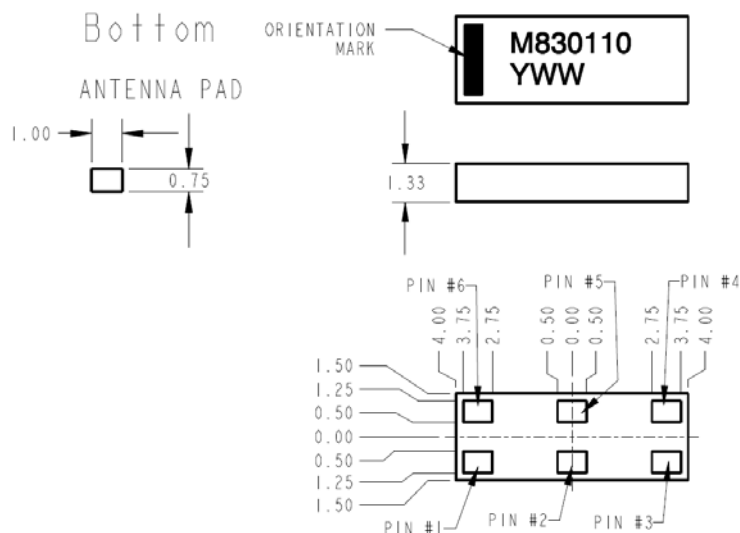 Bottom
ORIENTATION
MARK
M830110
YWW
ANTENNA PAD
1.00
0.75
1.33
PIN #6
PIN #5
PIN #4
4.00
3.75
2.75
0.50
0.00
0.50
2.75
3.75
4.00
1.50
1.25
0.50
0.00
0.50
1.25
1.50
PIN #1
PIN #2
PIN #3